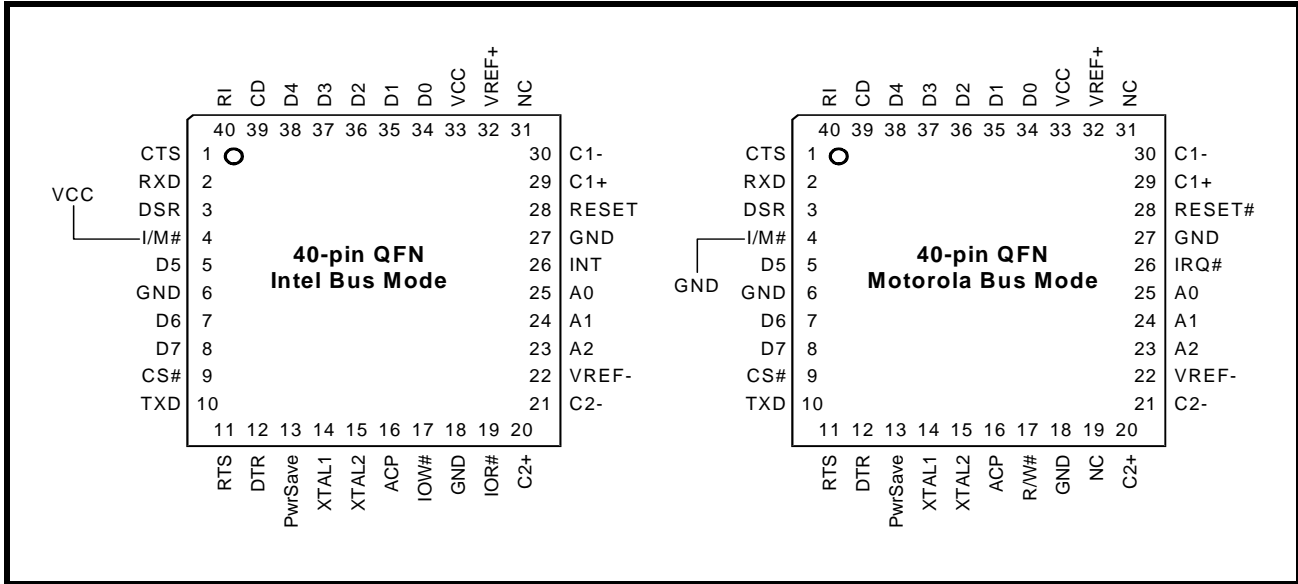 RI CD D4 D3 D2 D1 D0 VCC VREF+ NC
40 39 38 37 36 35 34 33 32 31
CTS 1 30 C1-
RXD 2 29 C1+
VCC
DSR 3 28 RESET
I/M# 4 27 GND
D5 5 26 INT
GND 6 25 A0
D6 7 24 A1
D7 8 23 A2
CS# 9 22 VREF-
TXD 10 21 C2-
40-pin QFN
Intel Bus Mode
11 12 13 14 15 16 17 18 19 20
RTS DTR PwrSave XTAL1 XTAL2 ACP IOW# GND IOR# C2+
RI CD D4 D3 D2 D1 D0 VCC VREF+ NC
40 39 38 37 36 35 34 33 32 31
CTS 1 30 C1-
RXD 2 29 C1+
DSR 3 28 RESET#
I/M# 4 27 GND
D5 5 26 IRQ#
GND
GND 6 25 A0
D6 7 24 A1
D7 8 23 A2
CS# 9 22 VREF-
TXD 10 21 C2-
40-pin QFN
Motorola Bus Mode
11 12 13 14 15 16 17 18 19 20
RTS DTR PwrSave XTAL1 XTAL2 ACP R/W# GND NC C2+